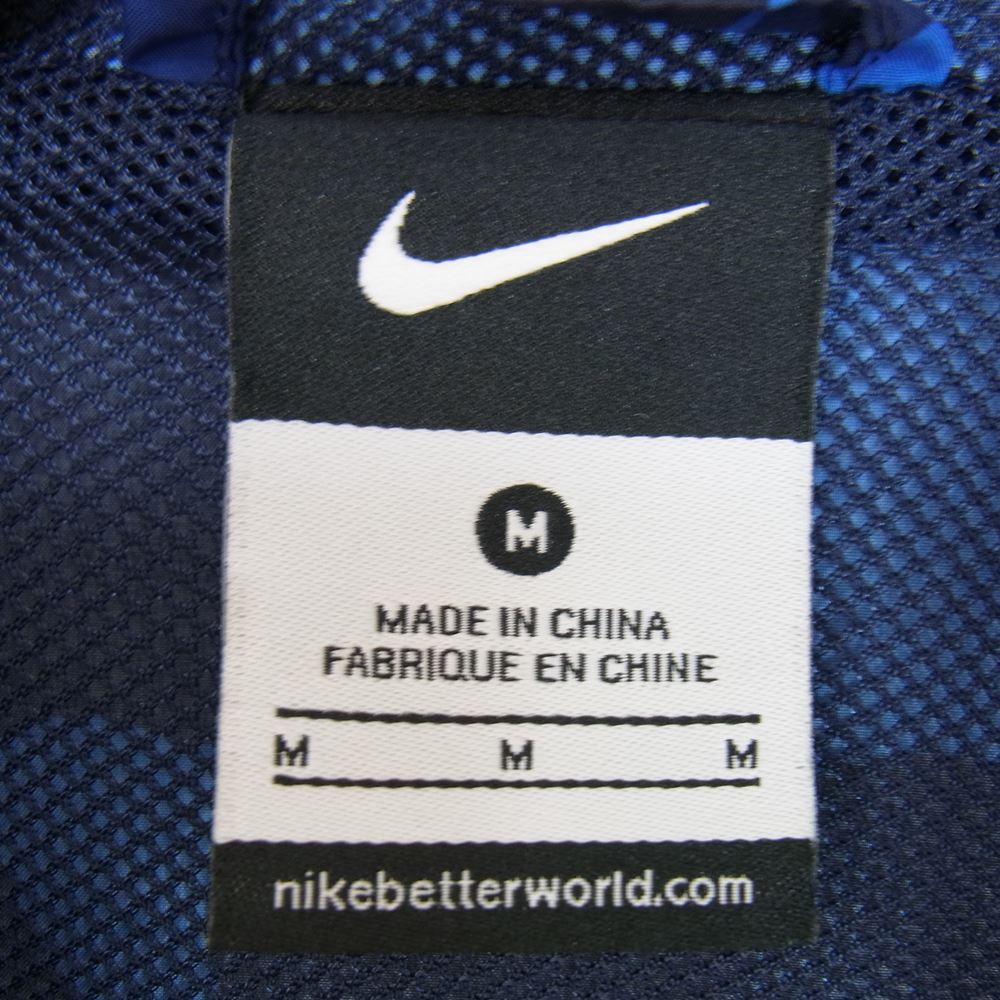 M
MADE IN CHINA
FABRIQUE EN CHINE
M M M
nikebetterworld.com